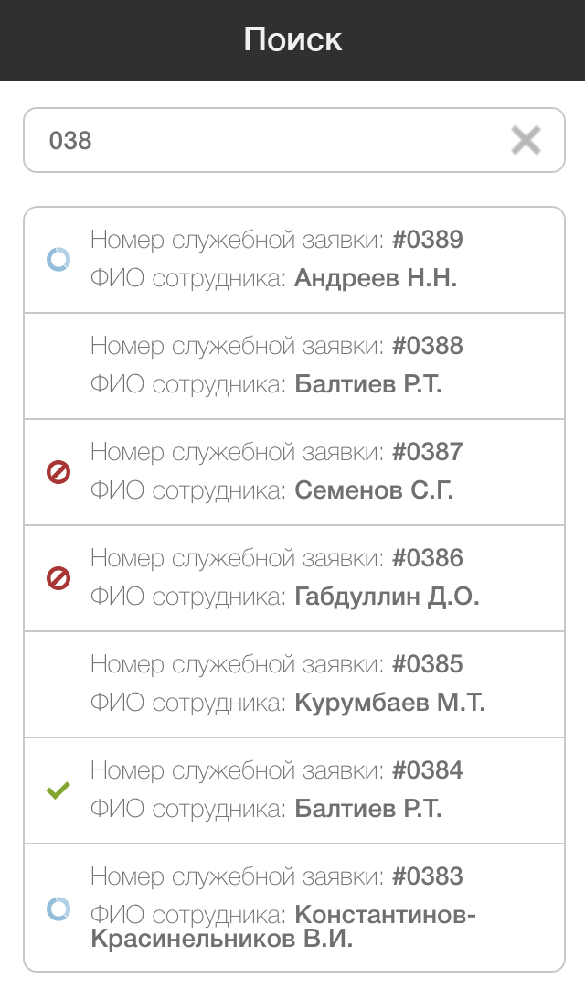 Поиск
038
Номер служебной заявки: #0389
ФИО сотрудника: Андреев Н.Н.
Номер служебной заявки: #0388
ФИО сотрудника: Балтиев Р.Т.
Номер служебной заявки: #0387
ФИО сотрудника: Семенов С.Г.
Номер служебной заявки: #0386
ФИО сотрудника: Габдуллин Д.О.
Номер служебной заявки: #0385
ФИО сотрудника: Курумбаев М.Т.
Номер служебной заявки: #0384
ФИО сотрудника: Балтиев Р.Т.
Номер служебной заявки: #0383
ФИО сотрудника: Константинов-
Красинельников В.И.